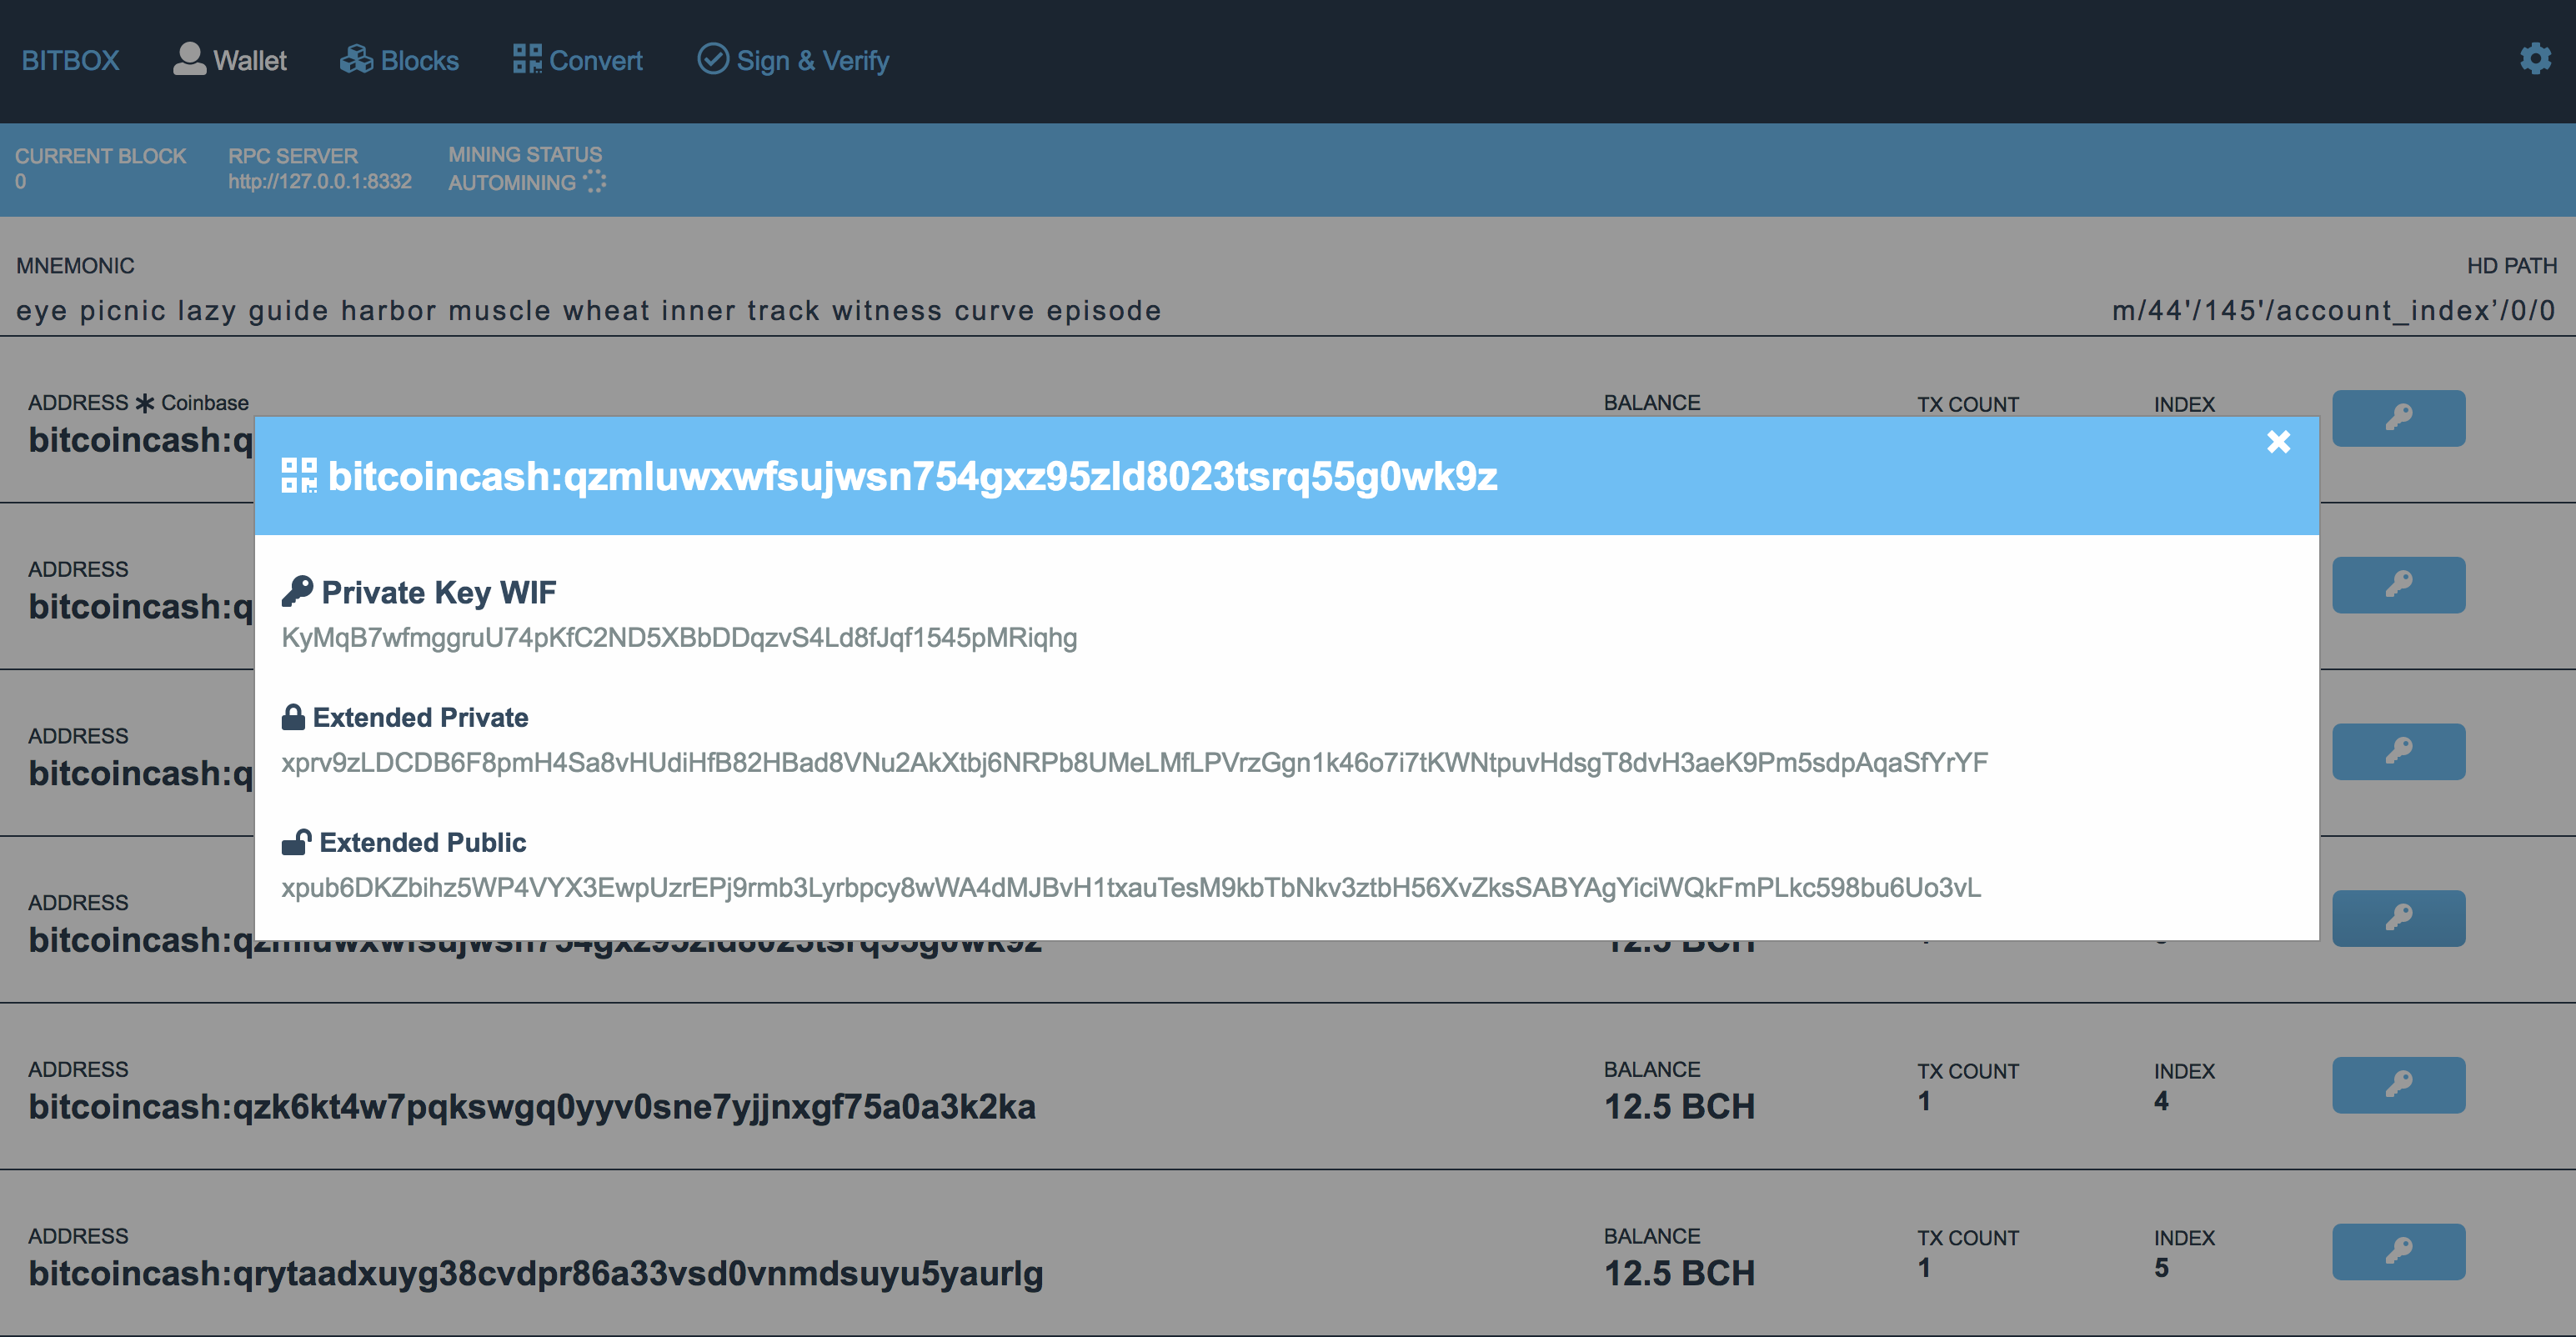 BITBOX Wallet Blocks Convert Sign & Verify
CURRENT BLOCK RPC SERVER MINING STATUS
0 http://127.0.0.1:8332 AUTOMINING
MNEMONIC HD PATH
eye picnic lazy guide harbor muscle wheat inner track witness curve episode m/44'/145'/account_index’/0/0
ADDRESS Coinbase BALANCE TX COUNT INDEX
bitcoincash:q
bitcoincash:qzmluwxwfsujwsn754gxz95zld8023tsrq55g0wk9z
ADDRESS
bitcoincash:q
Private Key WIF
KyMqB7wfmggruU74pKfC2ND5XBbDDqzvS4Ld8fJqf1545pMRiqhg
ADDRESS
bitcoincash:q
Extended Private
xprv9zLDCDB6F8pmH4Sa8vHUdiHfB82HBad8VNu2AkXtbj6NRPb8UMeLMfLPVrzGgn1k46o7i7tKWNtpuvHdsgT8dvH3aeK9Pm5sdpAqaSfYrYF
Extended Public
xpub6DKZbihz5WP4VYX3EwpUzrEPj9rmb3Lyrbpcy8wWA4dMJBvH1txauTesM9kbTbNkv3ztbH56XvZksSABYAgYiciWQkFmPLkc598bu6Uo3vL
ADDRESS
bitcoincash:qzmluwxwfsujwsn754gxz95zld8023tsrq55g0wk9z 12.5 BCH
ADDRESS BALANCE TX COUNT INDEX
bitcoincash:qzk6kt4w7pqkswgq0yyv0sne7yjjnxgf75a0a3k2ka 12.5 BCH 1 4
ADDRESS BALANCE TX COUNT INDEX
bitcoincash:qrytaadxuyg38cvdpr86a33vsd0vnmdsuyu5yaurlg 12.5 BCH 1 5